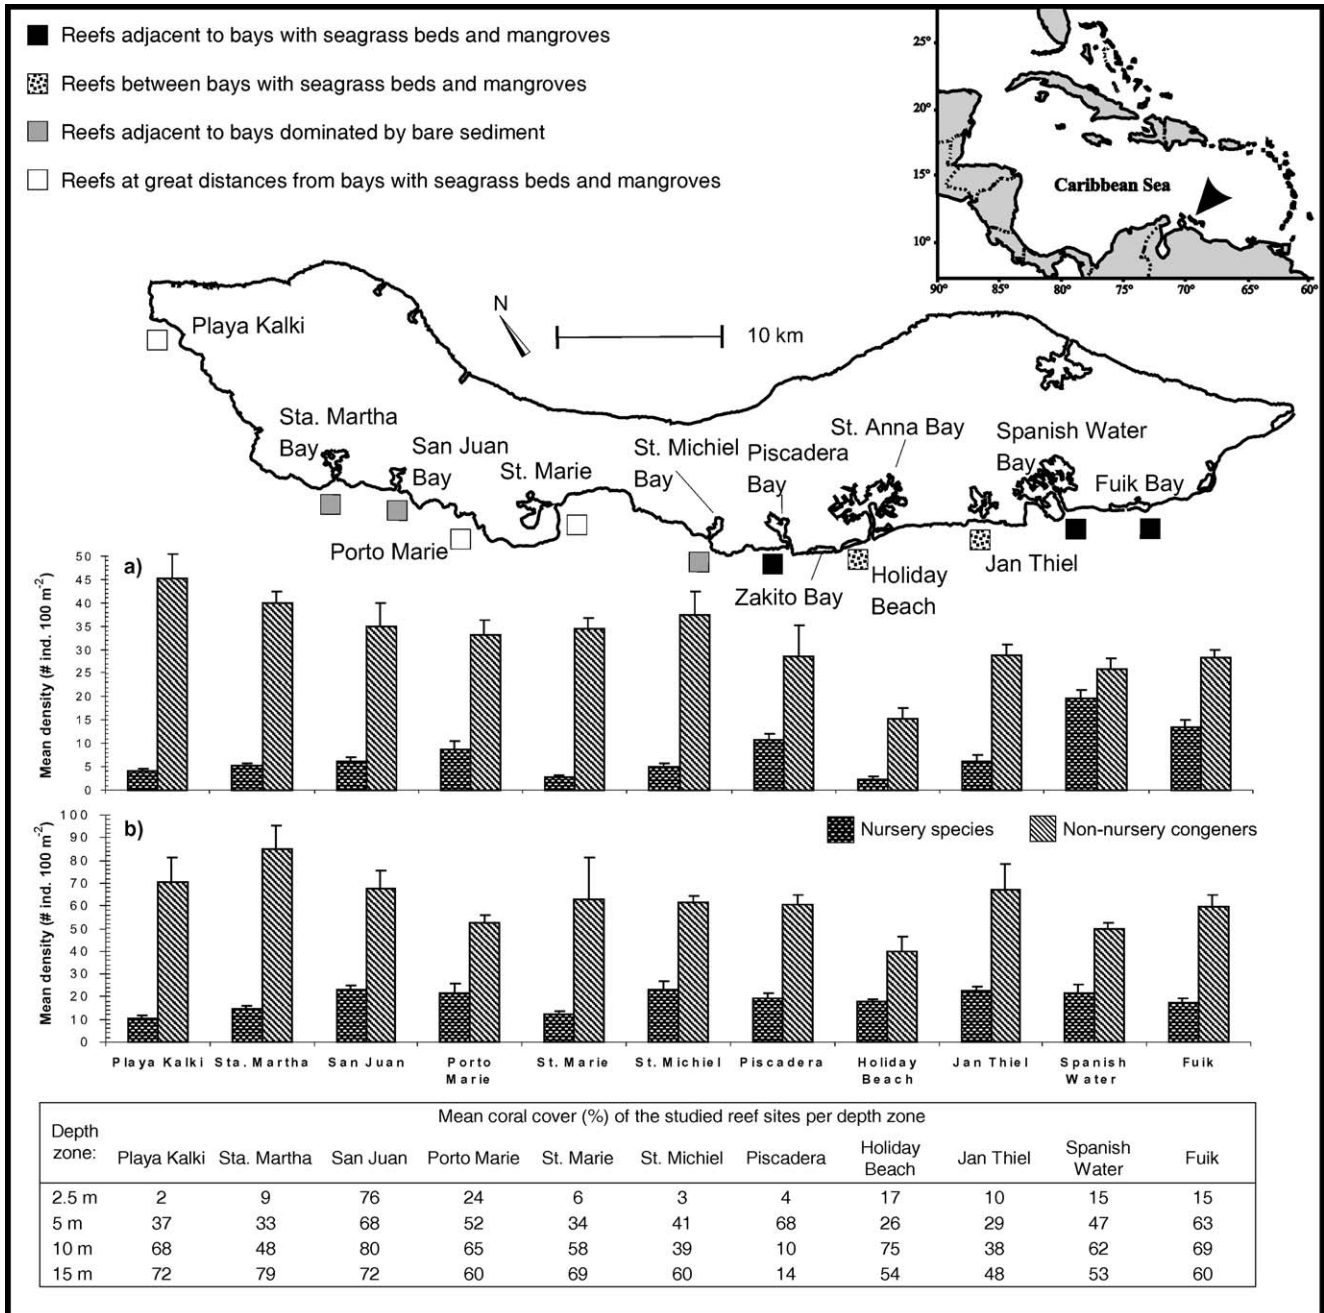 Reefs adjacent to bays with seagrass beds and mangroves
Reefs between bays with seagrass beds and mangroves
Reefs adjacent to bays dominated by bare sediment
Reefs at great distances from bays with seagrass beds and mangroves
25°
20°
15°
10°
Caribbean Sea
90° 85° 80° 75° 70° 65° 60°
N
10 km
Playa Kalki
Sta. Martha
Bay
San Juan
Bay
St. Marie
Porto Marie
St. Michiel
Bay
Piscadera
Bay
St. Anna Bay
Spanish Water
Bay
Fuik Bay
Zakito Bay
Holiday
Beach
Jan Thiel
a)
Mean density (# ind. 100 m-2)
50
45
40
35
30
25
20
15
10
5
0
b)
Nursery species
Non-nursery congeners
Mean density (# ind. 100 m-2)
100
90
80
70
60
50
40
30
20
10
0
Playa Kalki Sta. Martha San Juan Porto Marie St. Marie St. Michiel Piscadera Holiday Beach Jan Thiel Spanish Water Fuik
Mean coral cover (%) of the studied reef sites per depth zone
Depth zone: Playa Kalki Sta. Martha San Juan Porto Marie St. Marie St. Michiel Piscadera Holiday Beach Jan Thiel Spanish Water Fuik
2.5 m 2 9 76 24 6 3 4 17 10 15 15
5 m 37 33 68 52 34 41 68 26 29 47 63
10 m 68 48 80 65 58 39 10 75 38 62 69
15 m 72 79 72 60 69 60 14 54 48 53 60